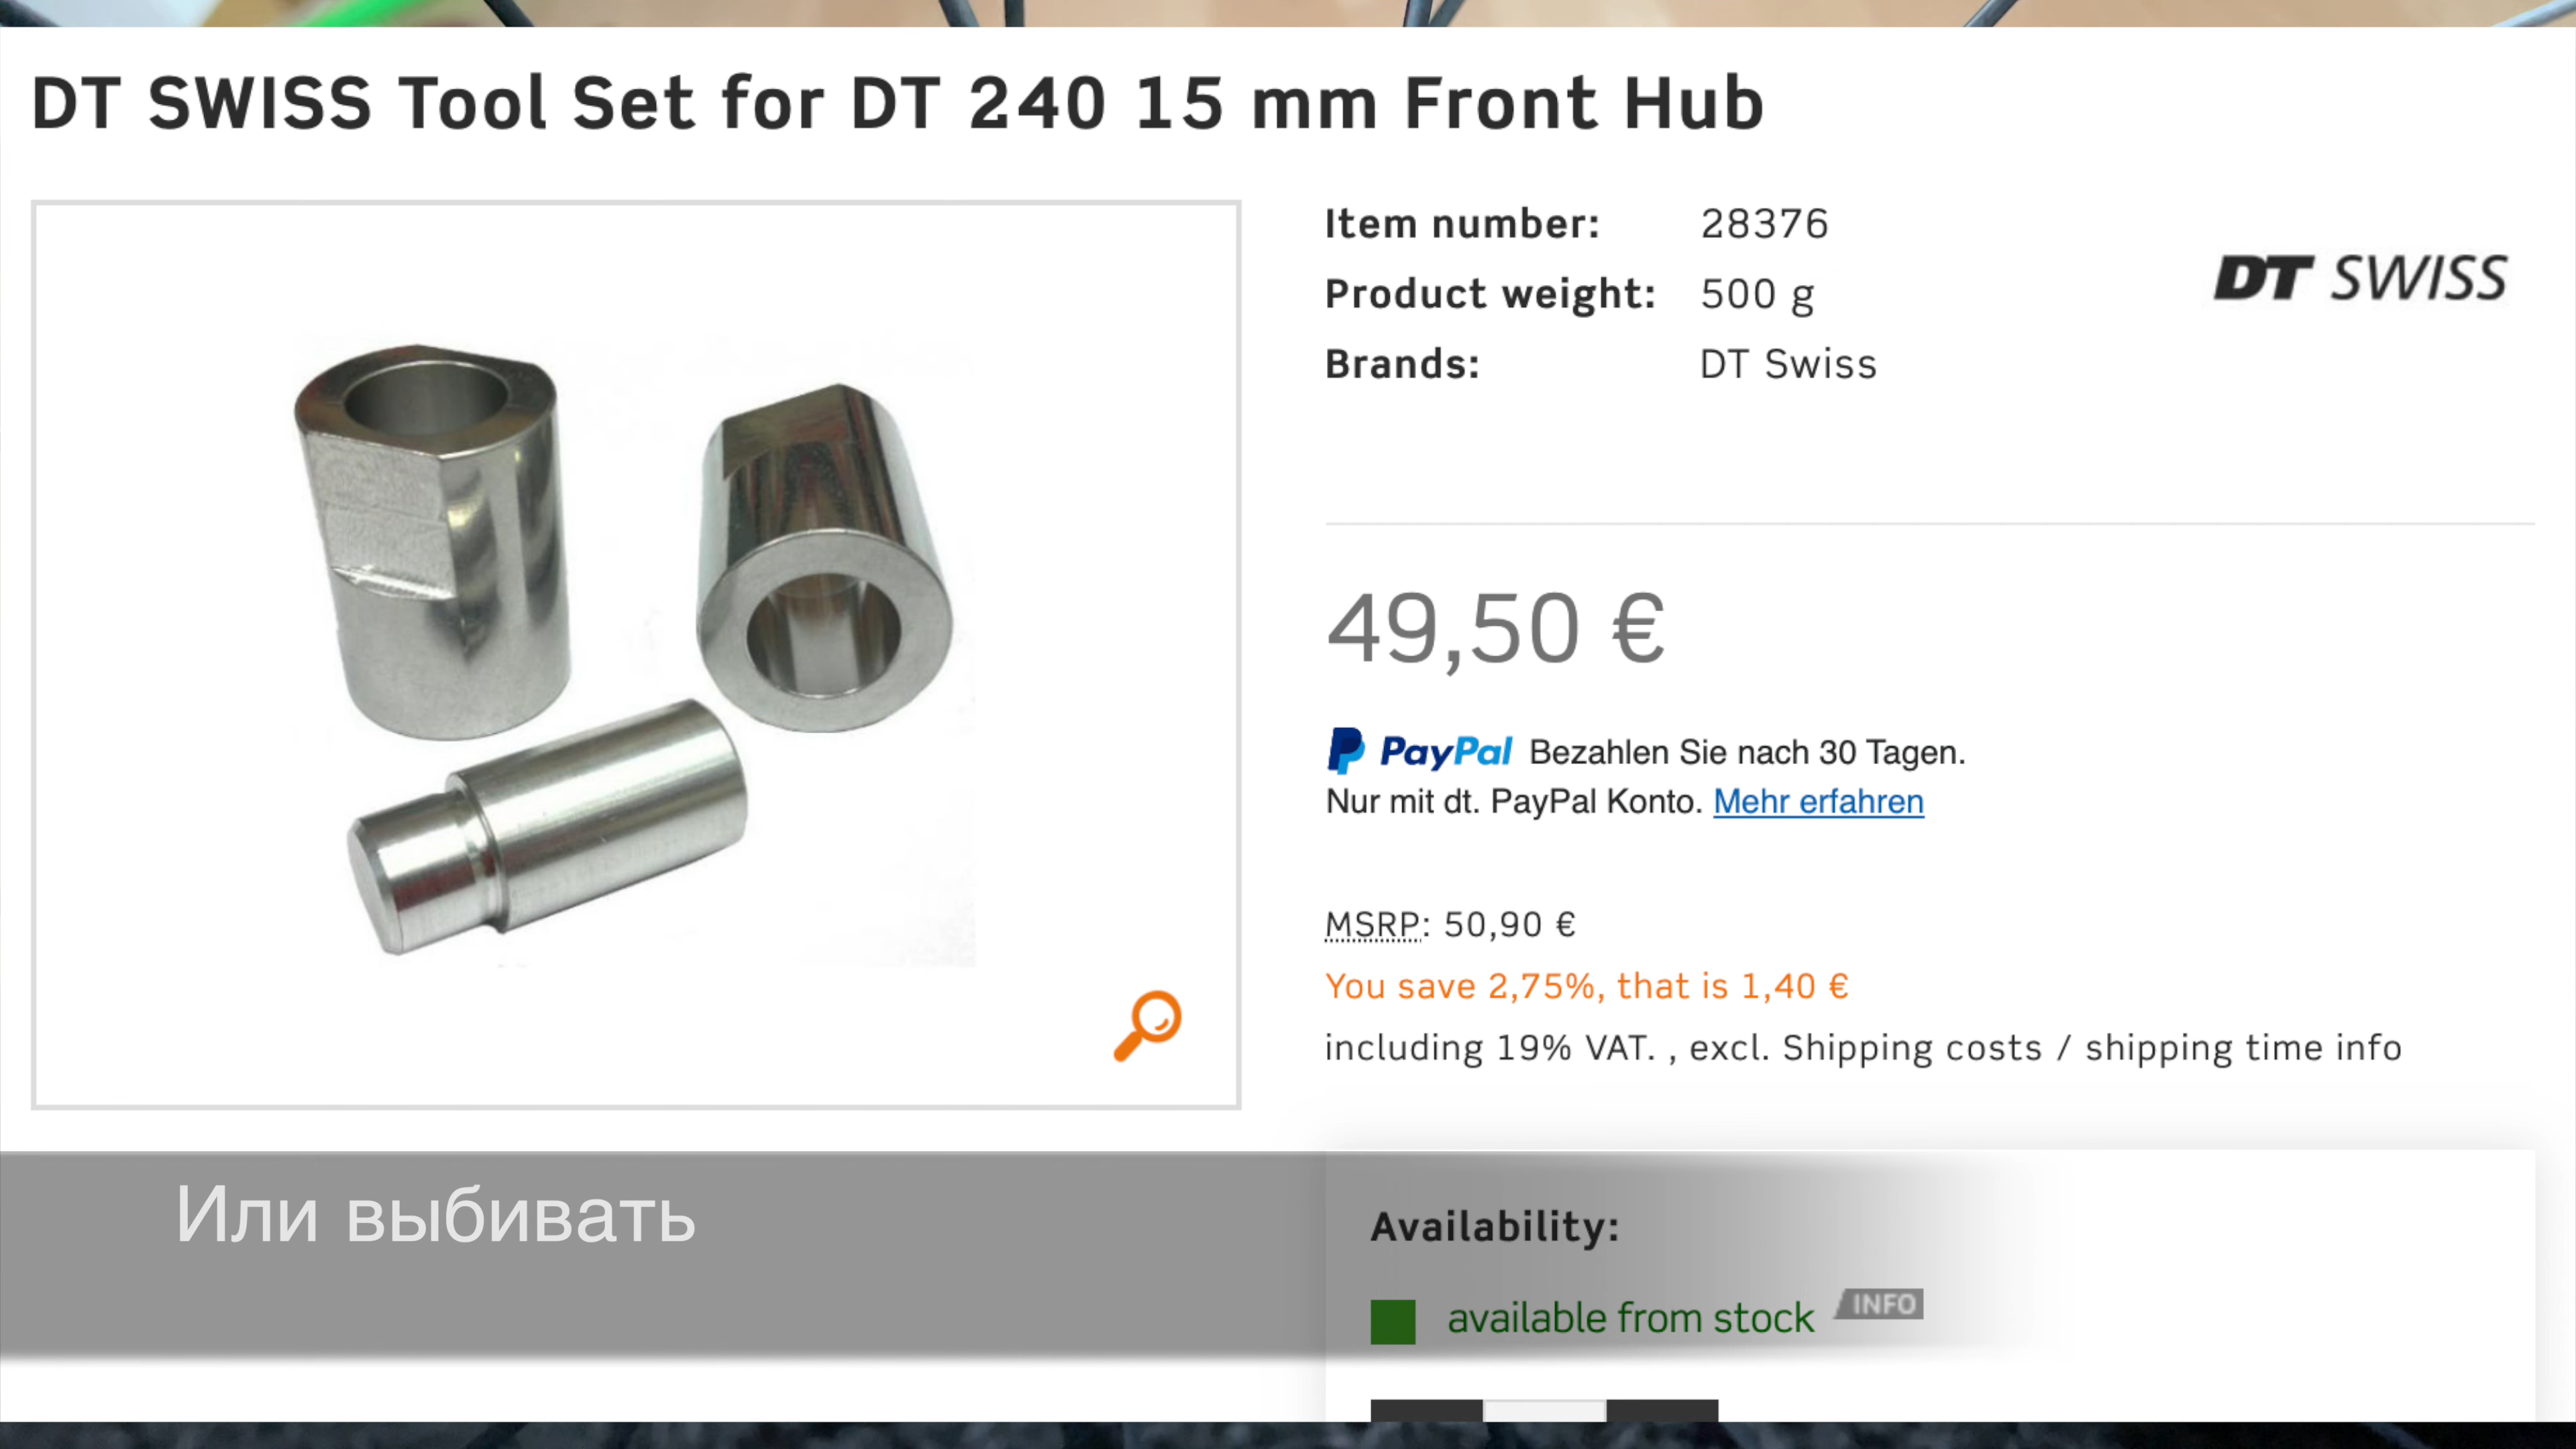 DT SWISS Tool Set for DT 240 15 mm Front Hub
Item number: 28376
Product weight: 500 g
Brands: DT Swiss
DT SWISS
49,50 €
PayPal Bezahlen Sie nach 30 Tagen.
Nur mit dt. PayPal Konto. Mehr erfahren
MSRP: 50,90 €
You save 2,75%, that is 1,40 €
including 19% VAT. , excl. Shipping costs / shipping time info
Или выбивать
Availability:
available from stock INFO